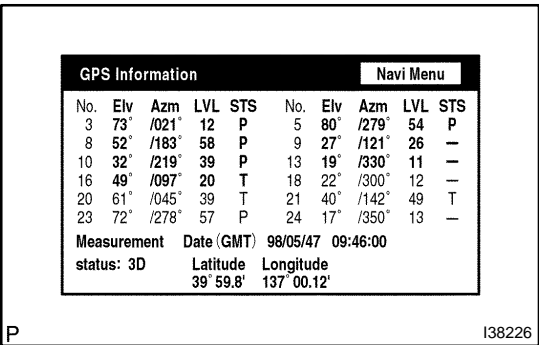 GPS Information Navi Menu
No. Elv Azm LVL STS No. Elv Azm LVL STS
3 73° /021° 12 P 5 80° /279° 54 P
8 52° /183° 58 P 9 27° /121° 26 –
10 32° /219° 39 P 13 19° /330° 11 –
16 49° /097° 20 T 18 22° /300° 12 –
20 61° /045° 39 T 21 40° /142° 49 T
23 72° /278° 57 P 24 17° /350° 13 –
Measurement Date (GMT) 98/05/47 09:46:00
status: 3D Latitude Longitude
39° 59.8' 137° 00.12'
P I38226